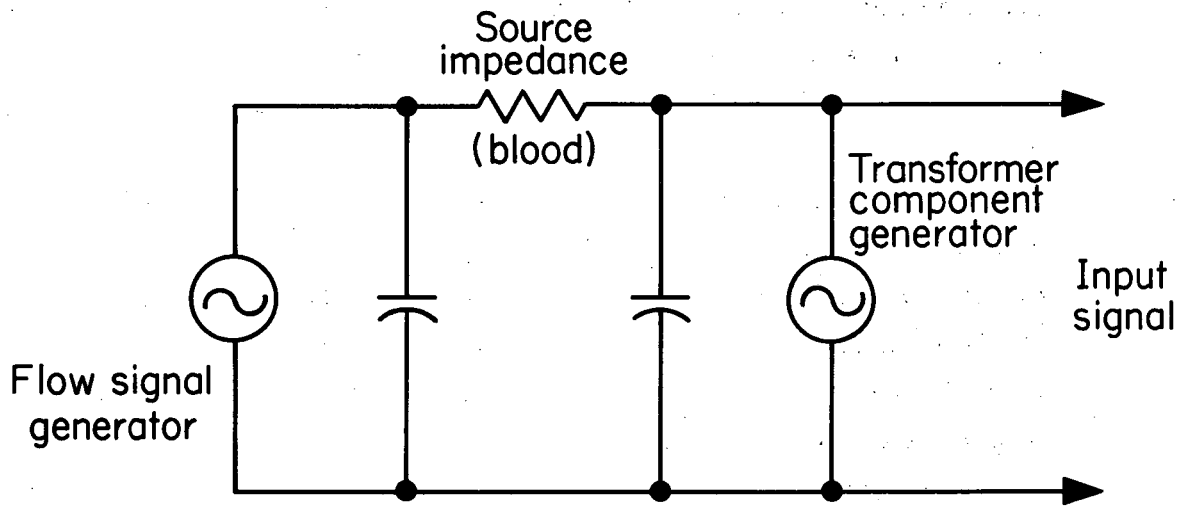 Source
impedance
(blood)
Transformer
component
generator
Input
signal
Flow signal
generator